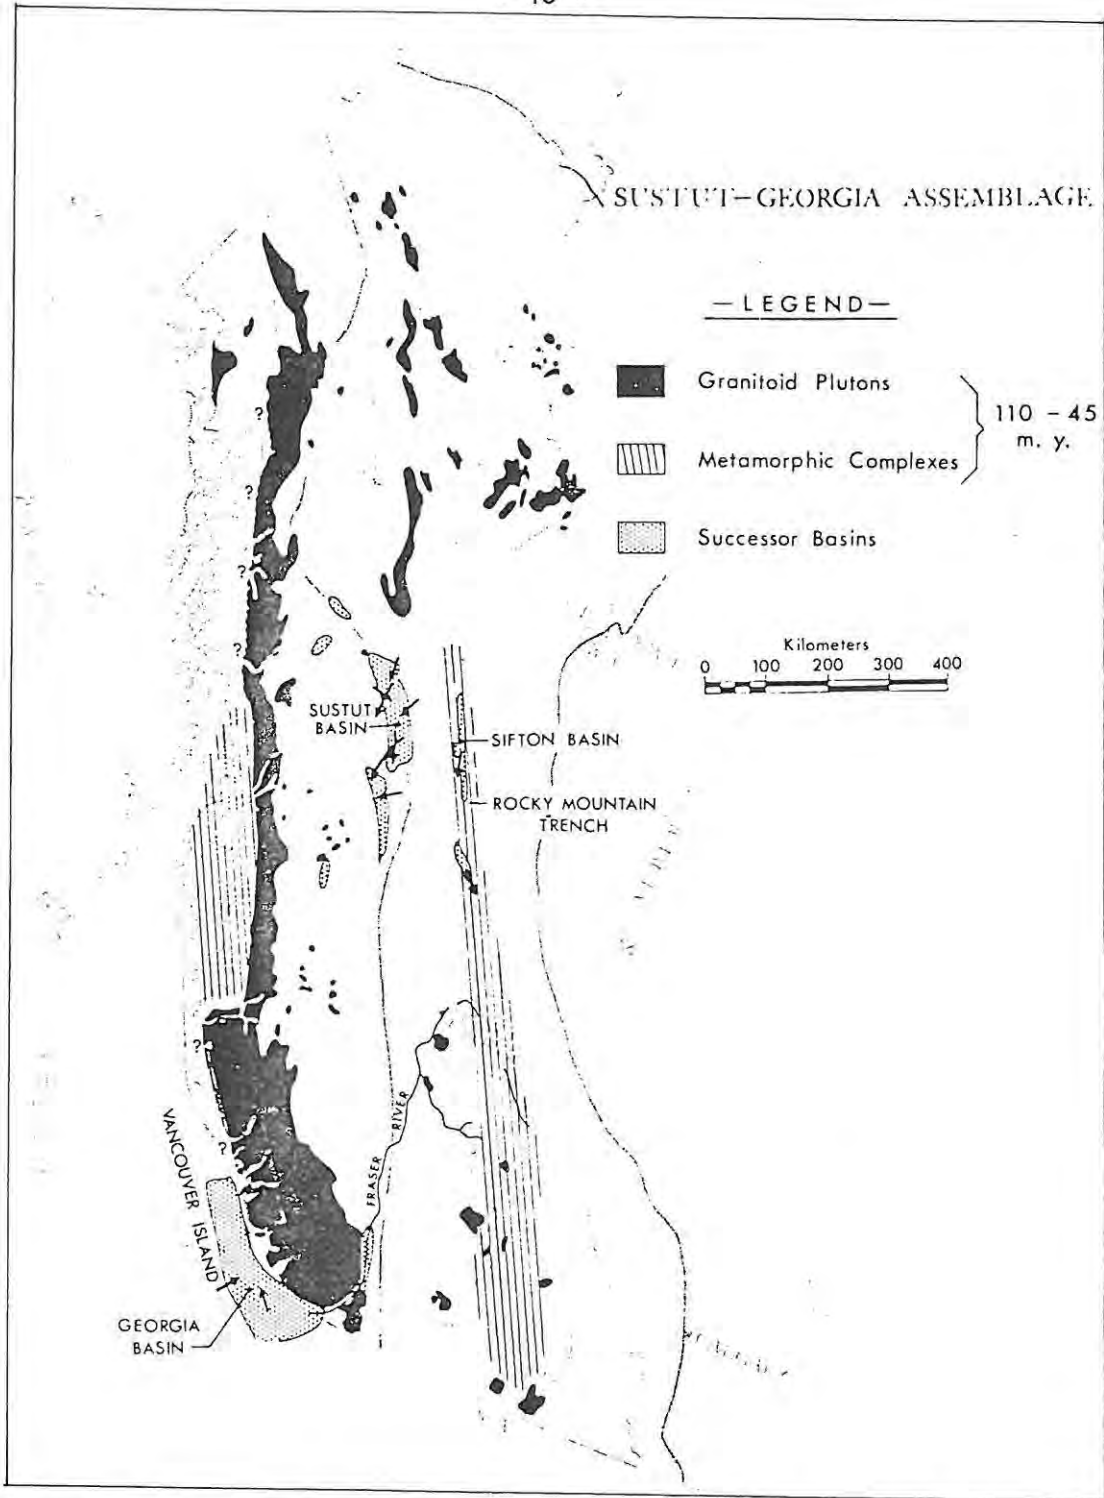 SUSTUT-GEORGIA ASSEMBLAGE
—LEGEND—
Granitoid Plutons
Metamorphic Complexes
110 - 45
m. y.
Successor Basins
Kilometers
0 100 200 300 400
?
?
?
?
SUSTUT
BASIN
SIFTON BASIN
ROCKY MOUNTAIN
TRENCH
?
?
FRASER RIVER
VANCOUVER ISLAND
GEORGIA
BASIN